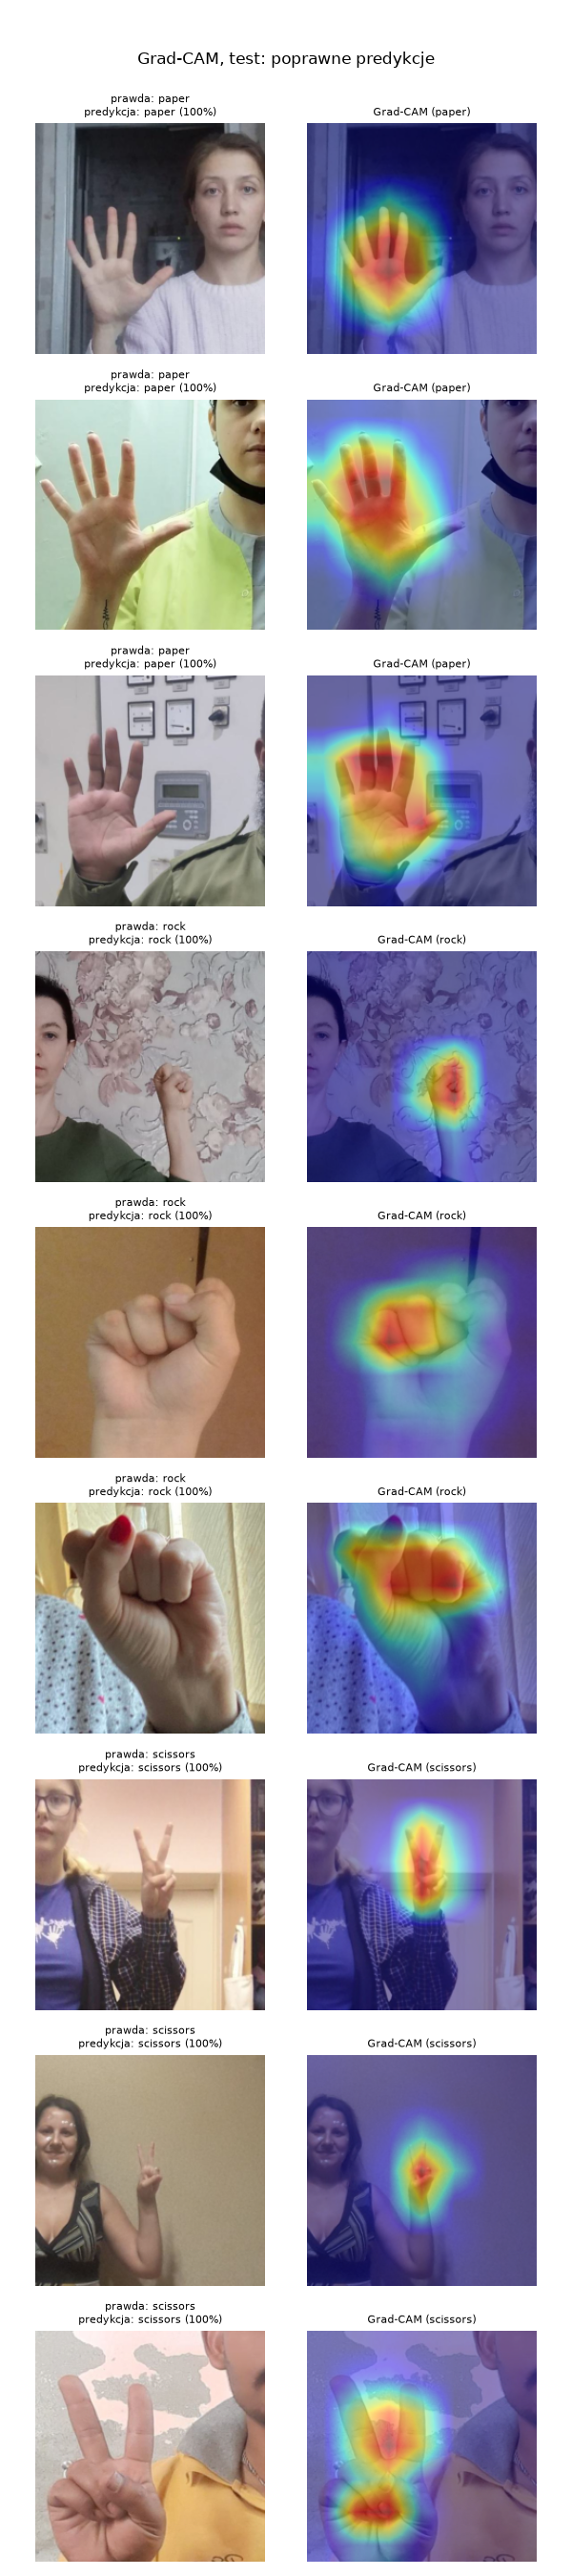 Grad-CAM, test: poprawne predykcje
prawda: paper
predykcja: paper (100%)
Grad-CAM (paper)
prawda: paper
predykcja: paper (100%)
Grad-CAM (paper)
prawda: paper
predykcja: paper (100%)
Grad-CAM (paper)
prawda: rock
predykcja: rock (100%)
Grad-CAM (rock)
prawda: rock
predykcja: rock (100%)
Grad-CAM (rock)
prawda: rock
predykcja: rock (100%)
Grad-CAM (rock)
prawda: scissors
predykcja: scissors (100%)
Grad-CAM (scissors)
prawda: scissors
predykcja: scissors (100%)
Grad-CAM (scissors)
prawda: scissors
predykcja: scissors (100%)
Grad-CAM (scissors)